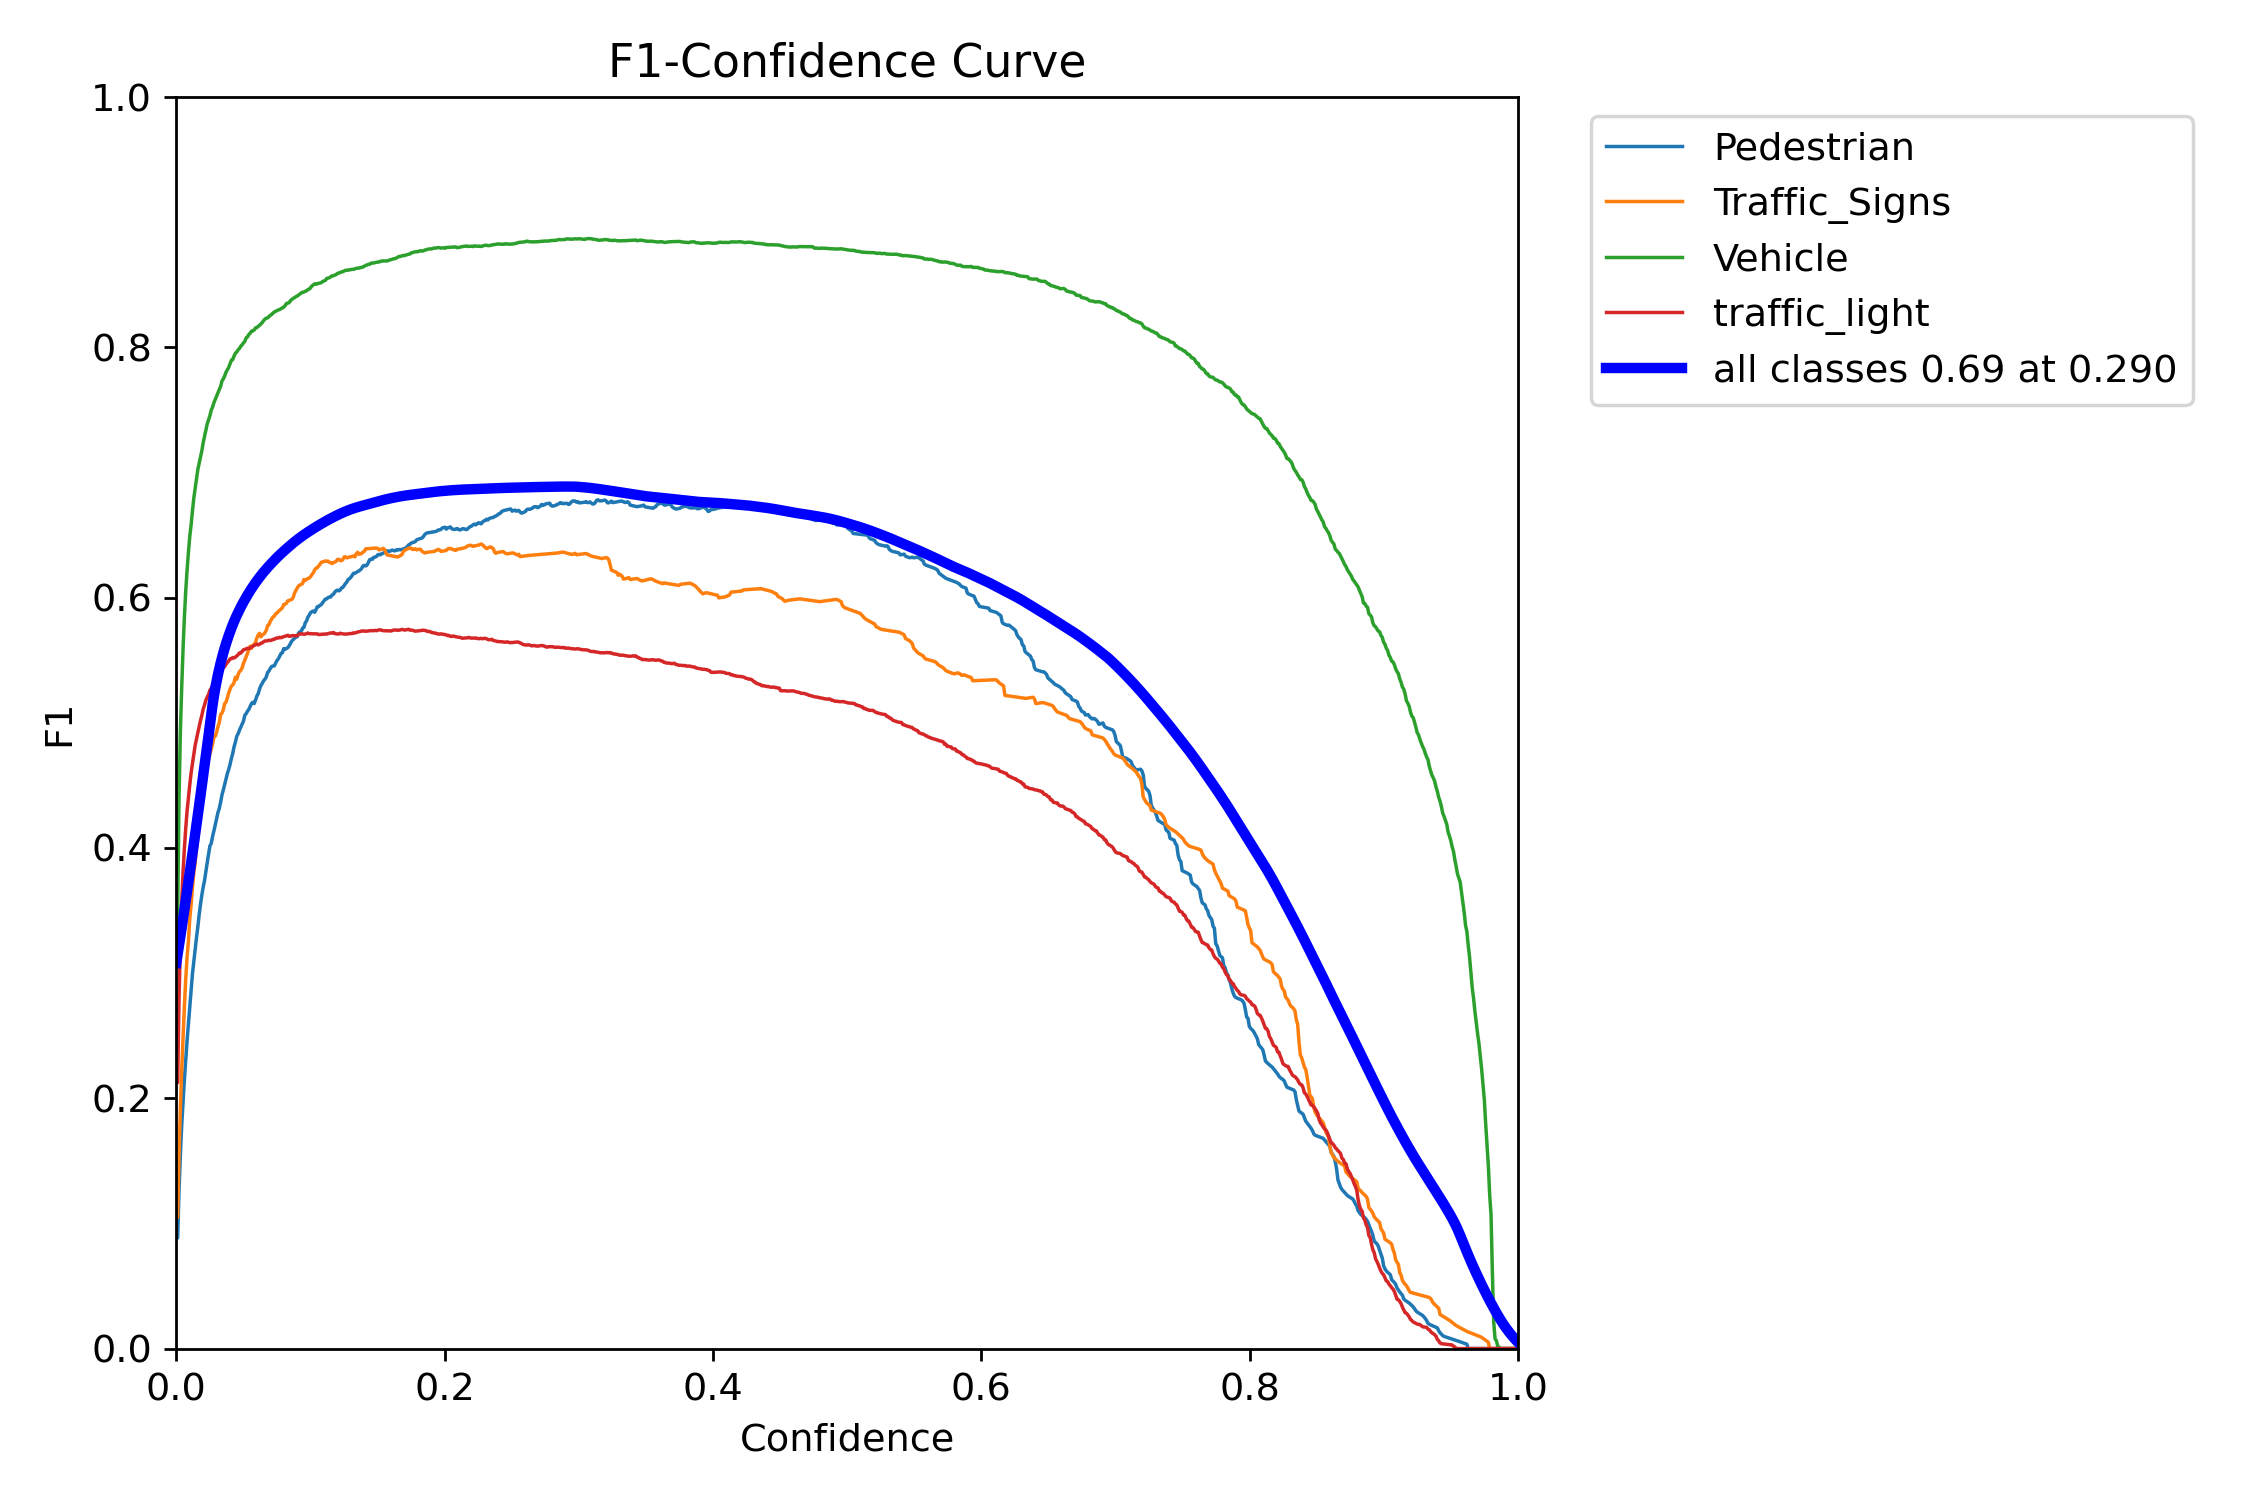 F1-Confidence Curve
1.0
0.8
0.6
0.4
0.2
0.0
F1
0.0 0.2 0.4 0.6 0.8 1.0
Confidence
Pedestrian
Traffic_Signs
Vehicle
traffic_light
all classes 0.69 at 0.290